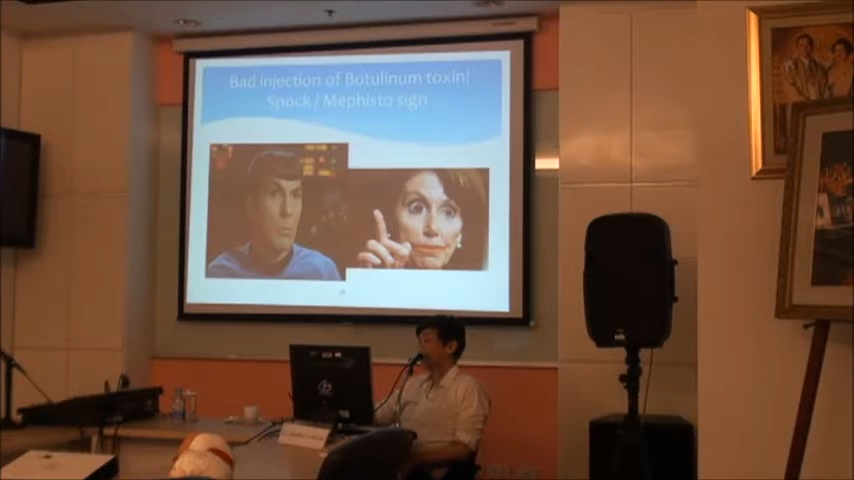 Bad injection of Botulinum toxin!
Spock / Mephisto sign